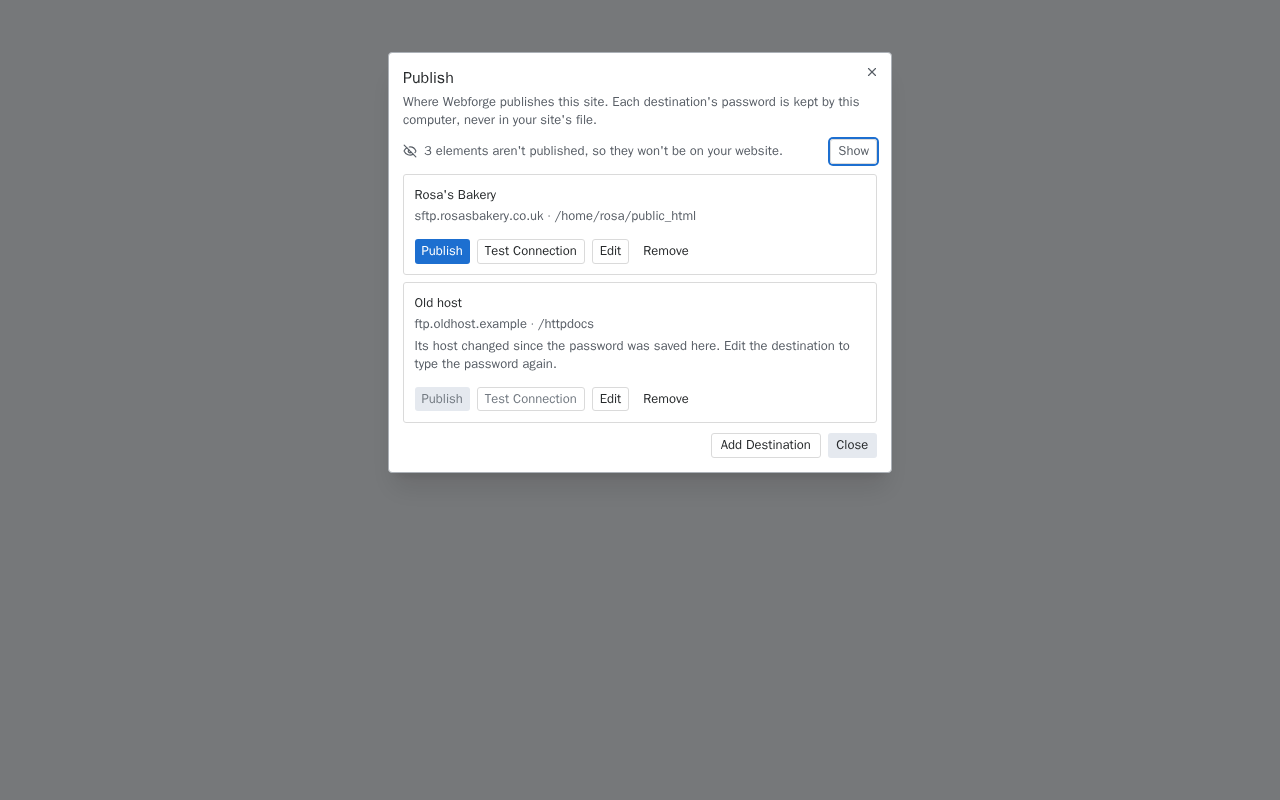 Publish
Where Webforge publishes this site. Each destination's password is kept by this
computer, never in your site's file.
3 elements aren't published, so they won't be on your website.
Show
Rosa's Bakery
sftp.rosasbakery.co.uk · /home/rosa/public_html
Publish
Test Connection
Edit
Remove
Old host
ftp.oldhost.example · /httpdocs
Its host changed since the password was saved here. Edit the destination to
type the password again.
Publish
Test Connection
Edit
Remove
Add Destination
Close